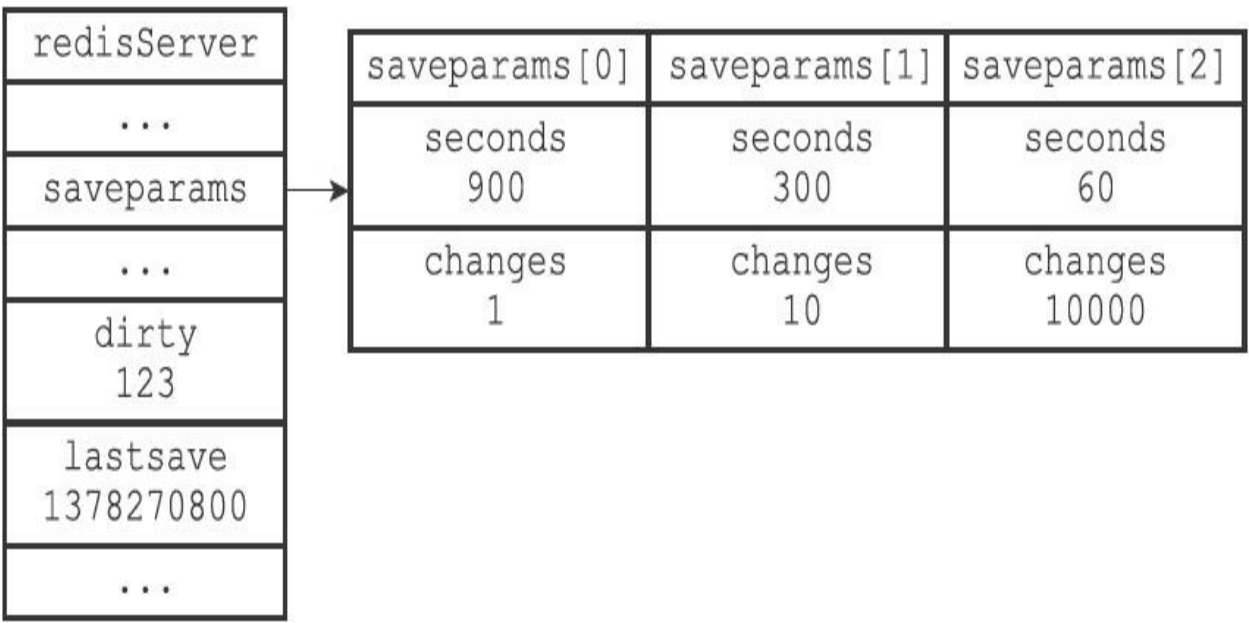 redisServer
...
saveparams
...
dirty
123
lastsave
1378270800
...
saveparams[0] saveparams[1] saveparams[2]
seconds seconds seconds
900 300 60
changes changes changes
1 10 10000